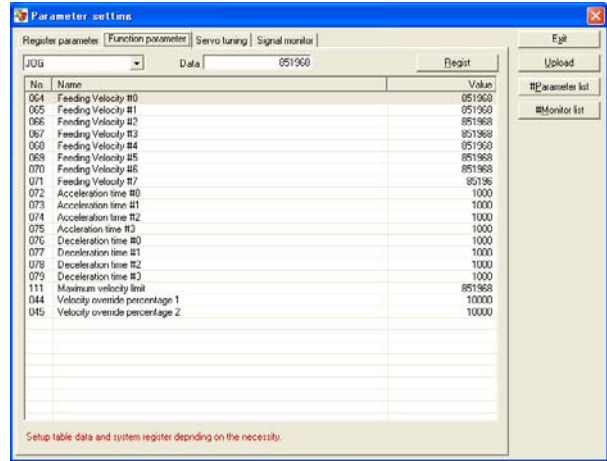 Parameter setting
Register parameter Function parameter Servo tuning Signal monitor
Exit
JOG Data 851968 Regist
Upload
No. Name Value
#Parameter list
#Monitor list
064 Feeding Velocity #0 851968
065 Feeding Velocity #1 851968
066 Feeding Velocity #2 851968
067 Feeding Velocity #3 851968
068 Feeding Velocity #4 851968
069 Feeding Velocity #5 851968
070 Feeding Velocity #6 851968
071 Feeding Velocity #7 85196
072 Acceleration time #0 1000
073 Acceleration time #1 1000
074 Acceleration time #2 1000
075 Accleration time #3 1000
076 Deceleration time #0 1000
077 Deceleration time #1 1000
078 Deceleration time #2 1000
079 Deceleration time #3 1000
111 Maximum velocity limit 851968
044 Velocity override percentage 1 10000
045 Velocity override percentage 2 10000
Setup table data and system register depnding on the necessity.